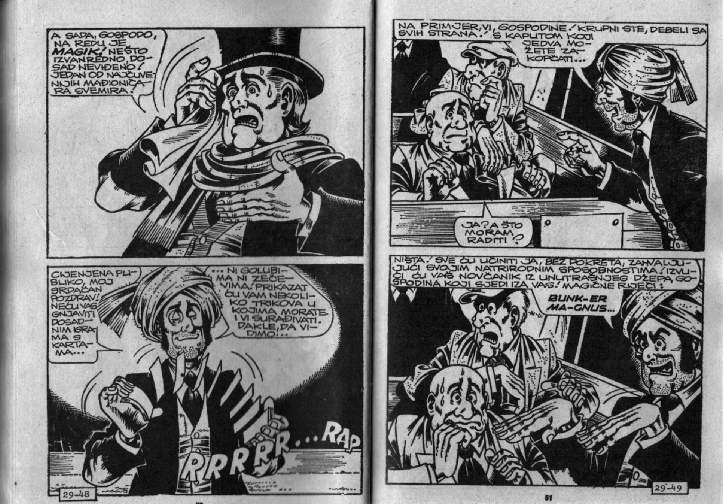 A SADA, GOSPODO,
NA REDU JE
MAGIK! NEŠTO
IZVANREDNO, DO-
SAD NEVIĐENO!
JEDAN OD NAJČUVE-
NIJIH MAĐIONIČA-
RA SVEMIRA!
CIJENJENA PU-
BLIKO, MOJ
SRDAČAN
POZDRAV!
NEĆU VAS
GNJAVITI
DOSAD-
NIM IGRA-
MA S
KARTA-
MA...
... NI GOLUBI-
MA NI ZEČE-
VIMA. PRIKAZAT
ĆU VAM NEKOLI-
KO TRIKOVA U
KOJIMA MORATE
I VI SURAĐIVATI.
DAKLE, DA VI-
DIMO...
RRRRRR...RAP
29-48
NA PRIMJER, VI, GOSPODINE! KRUPNI STE, DEBELI SA
SVIH STRANA! S KAPUTOM KOJI
JEDVA MO-
ŽETE ZA-
KOPČATI...
JA? A ŠTO
MORAM
RADITI?
NIŠTA! SVE ĆU UČINITI JA, BEZ POKRETA, ZAHVALJU-
JUĆI SVOJIM NATPRIRODNIM SPOSOBNOSTIMA! IZVU-
ĆI ĆU VAŠ NOVČANIK IZ UNUTRAŠNJEG DŽEPA GO-
SPODINA KOJI SJEDI IZA VAS! MAGIČNE RIJEČI:
BUNK-ER
MA-GNUS...
29-49
51